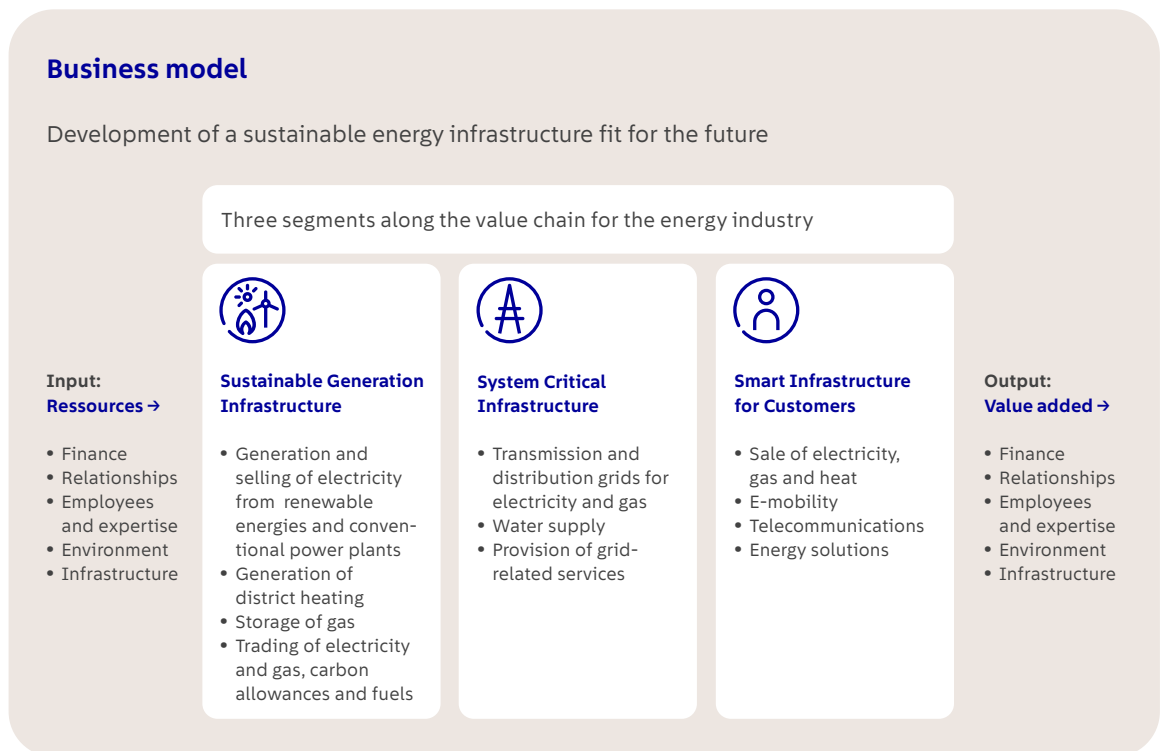 Business model
Development of a sustainable energy infrastructure fit for the future
Three segments along the value chain for the energy industry
Input:
Ressources →
• Finance
• Relationships
• Employees
and expertise
• Environment
• Infrastructure
Sustainable Generation
Infrastructure
• Generation and
selling of electricity
from renewable
energies and conven-
tional power plants
• Generation of
district heating
• Storage of gas
• Trading of electricity
and gas, carbon
allowances and fuels
System Critical
Infrastructure
• Transmission and
distribution grids for
electricity and gas
• Water supply
• Provision of grid-
related services
Smart Infrastructure
for Customers
• Sale of electricity,
gas and heat
• E-mobility
• Telecommunications
• Energy solutions
Output:
Value added →
• Finance
• Relationships
• Employees
and expertise
• Environment
• Infrastructure